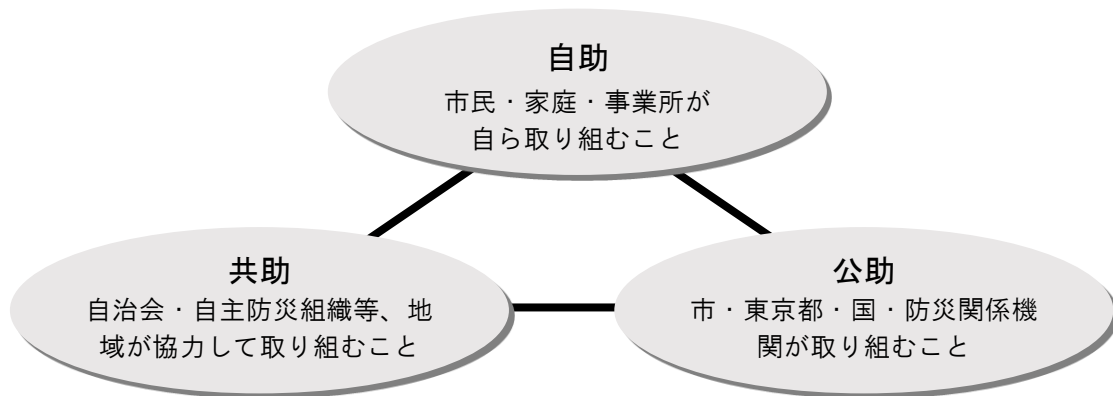 自助
市民・家庭・事業所が
自ら取り組むこと
共助
自治会・自主防災組織等、地
域が協力して取り組むこと
公助
市・東京都・国・防災関係機
関が取り組むこと